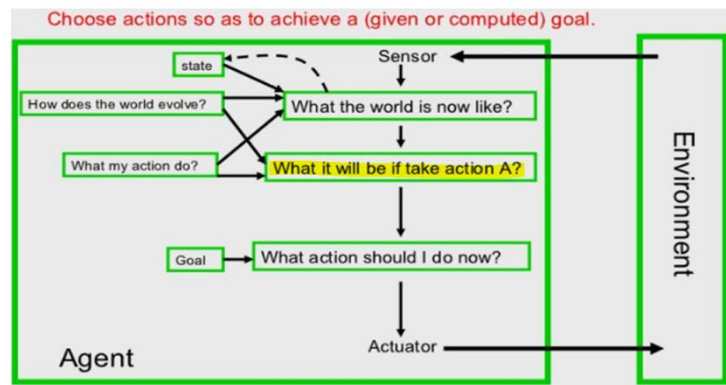 Choose actions so as to achieve a (given or computed) goal.
Sensor
state
How does the world evolve?
What the world is now like?
What my action do?
What it will be if take action A?
Goal
What action should I do now?
Actuator
Agent
Environment